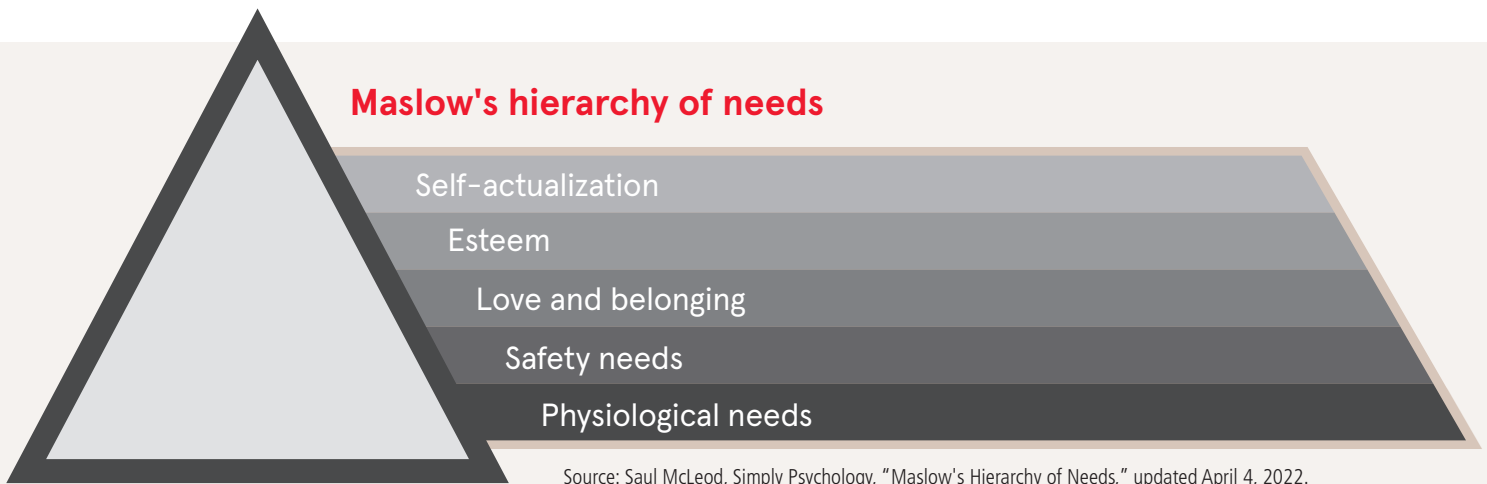 Maslow's hierarchy of needs
Self-actualization
Esteem
Love and belonging
Safety needs
Physiological needs
Source: Saul McLeod, Simply Psychology, “Maslow's Hierarchy of Needs,” updated April 4, 2022.